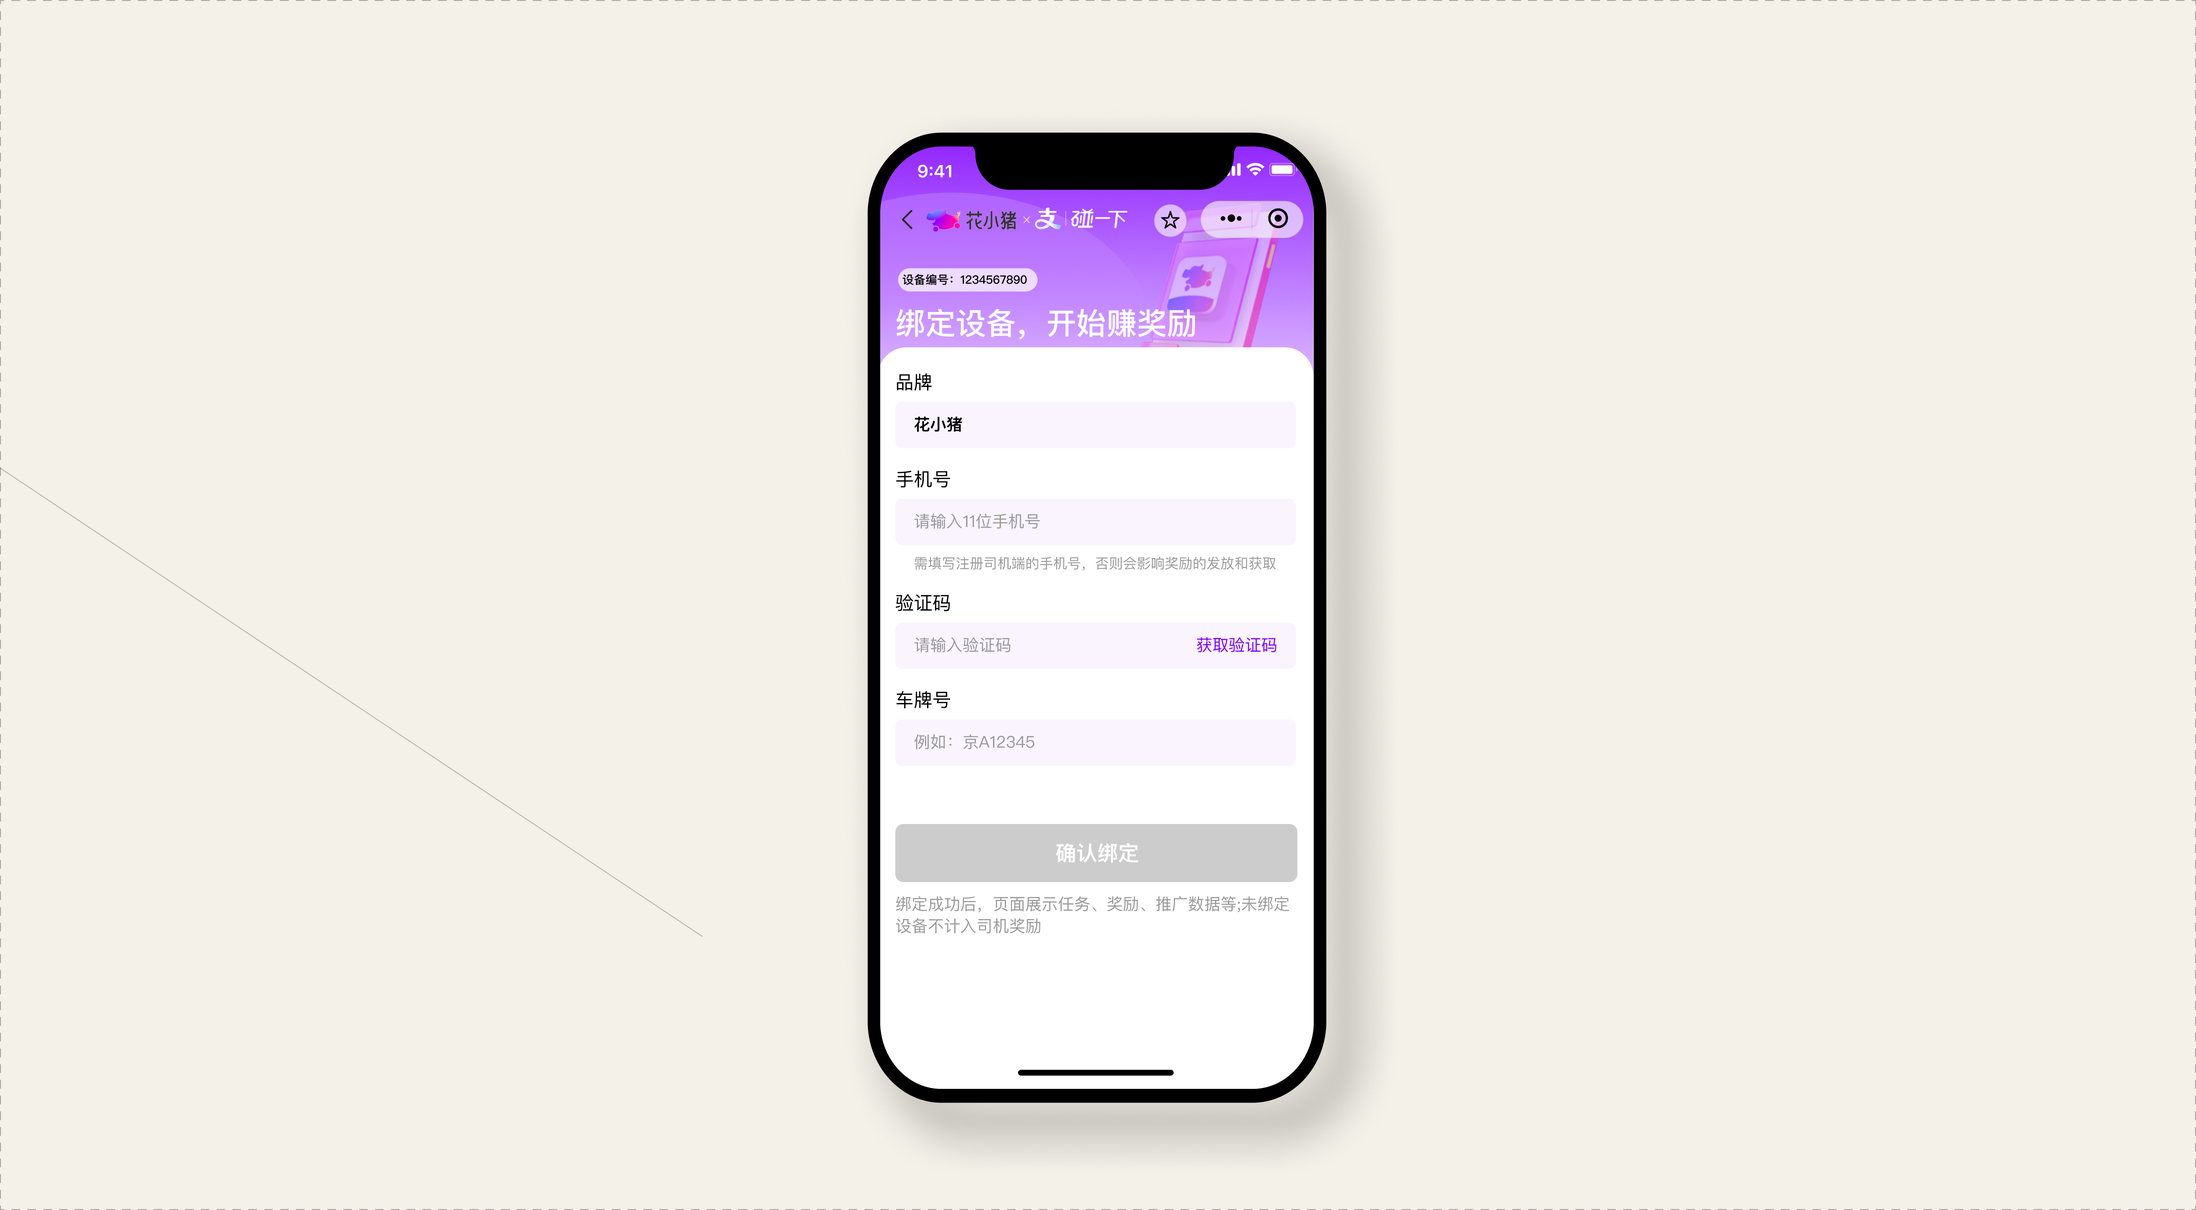 9:41
花小猪 × 支 碰一下
设备编号：1234567890
绑定设备，开始赚奖励
品牌
花小猪
手机号
请输入11位手机号
需填写注册司机端的手机号，否则会影响奖励的发放和获取
验证码
请输入验证码 获取验证码
车牌号
例如：京A12345
确认绑定
绑定成功后，页面展示任务、奖励、推广数据等;未绑定
设备不计入司机奖励